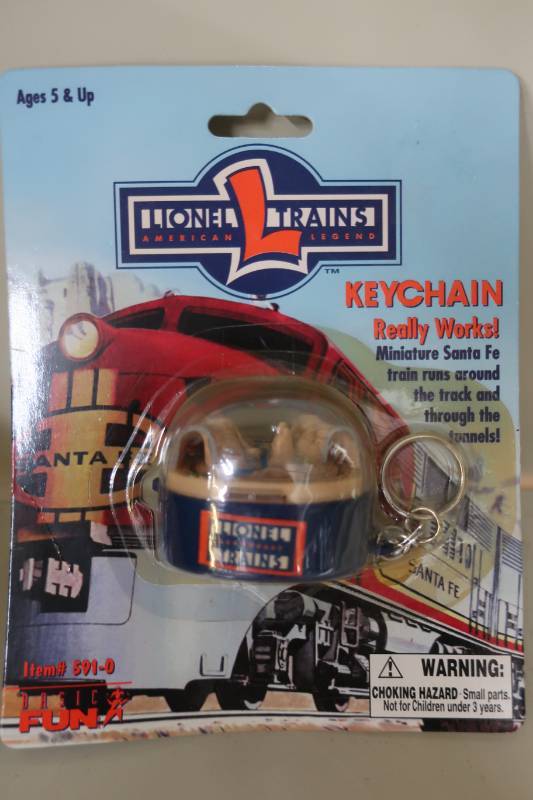 Ages 5 & Up
LIONEL TRAINS
AMERICAN LEGEND
L
TM
KEYCHAIN
Really Works!
Miniature Santa Fe
train runs around
the track and
through the
tunnels!
SANTA FE
LIONEL
TRAINS
SANTA FE
Item# 591-0
BASIC
FUN
WARNING:
CHOKING HAZARD - Small parts.
Not for Children under 3 years.